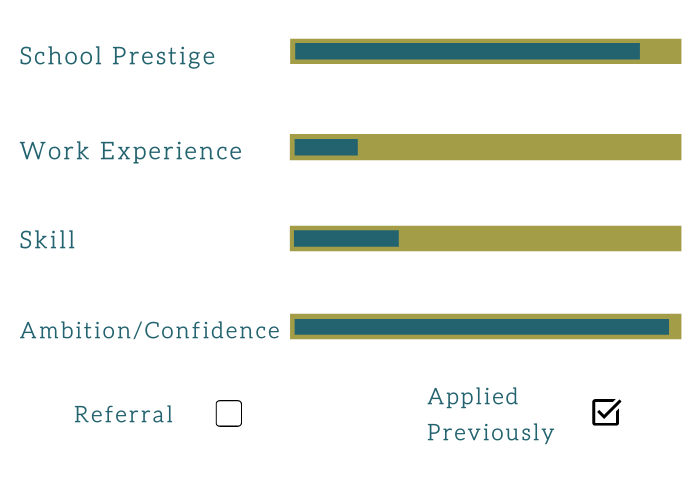 School Prestige
Work Experience
Skill
Ambition/Confidence
Referral
Applied
Previously